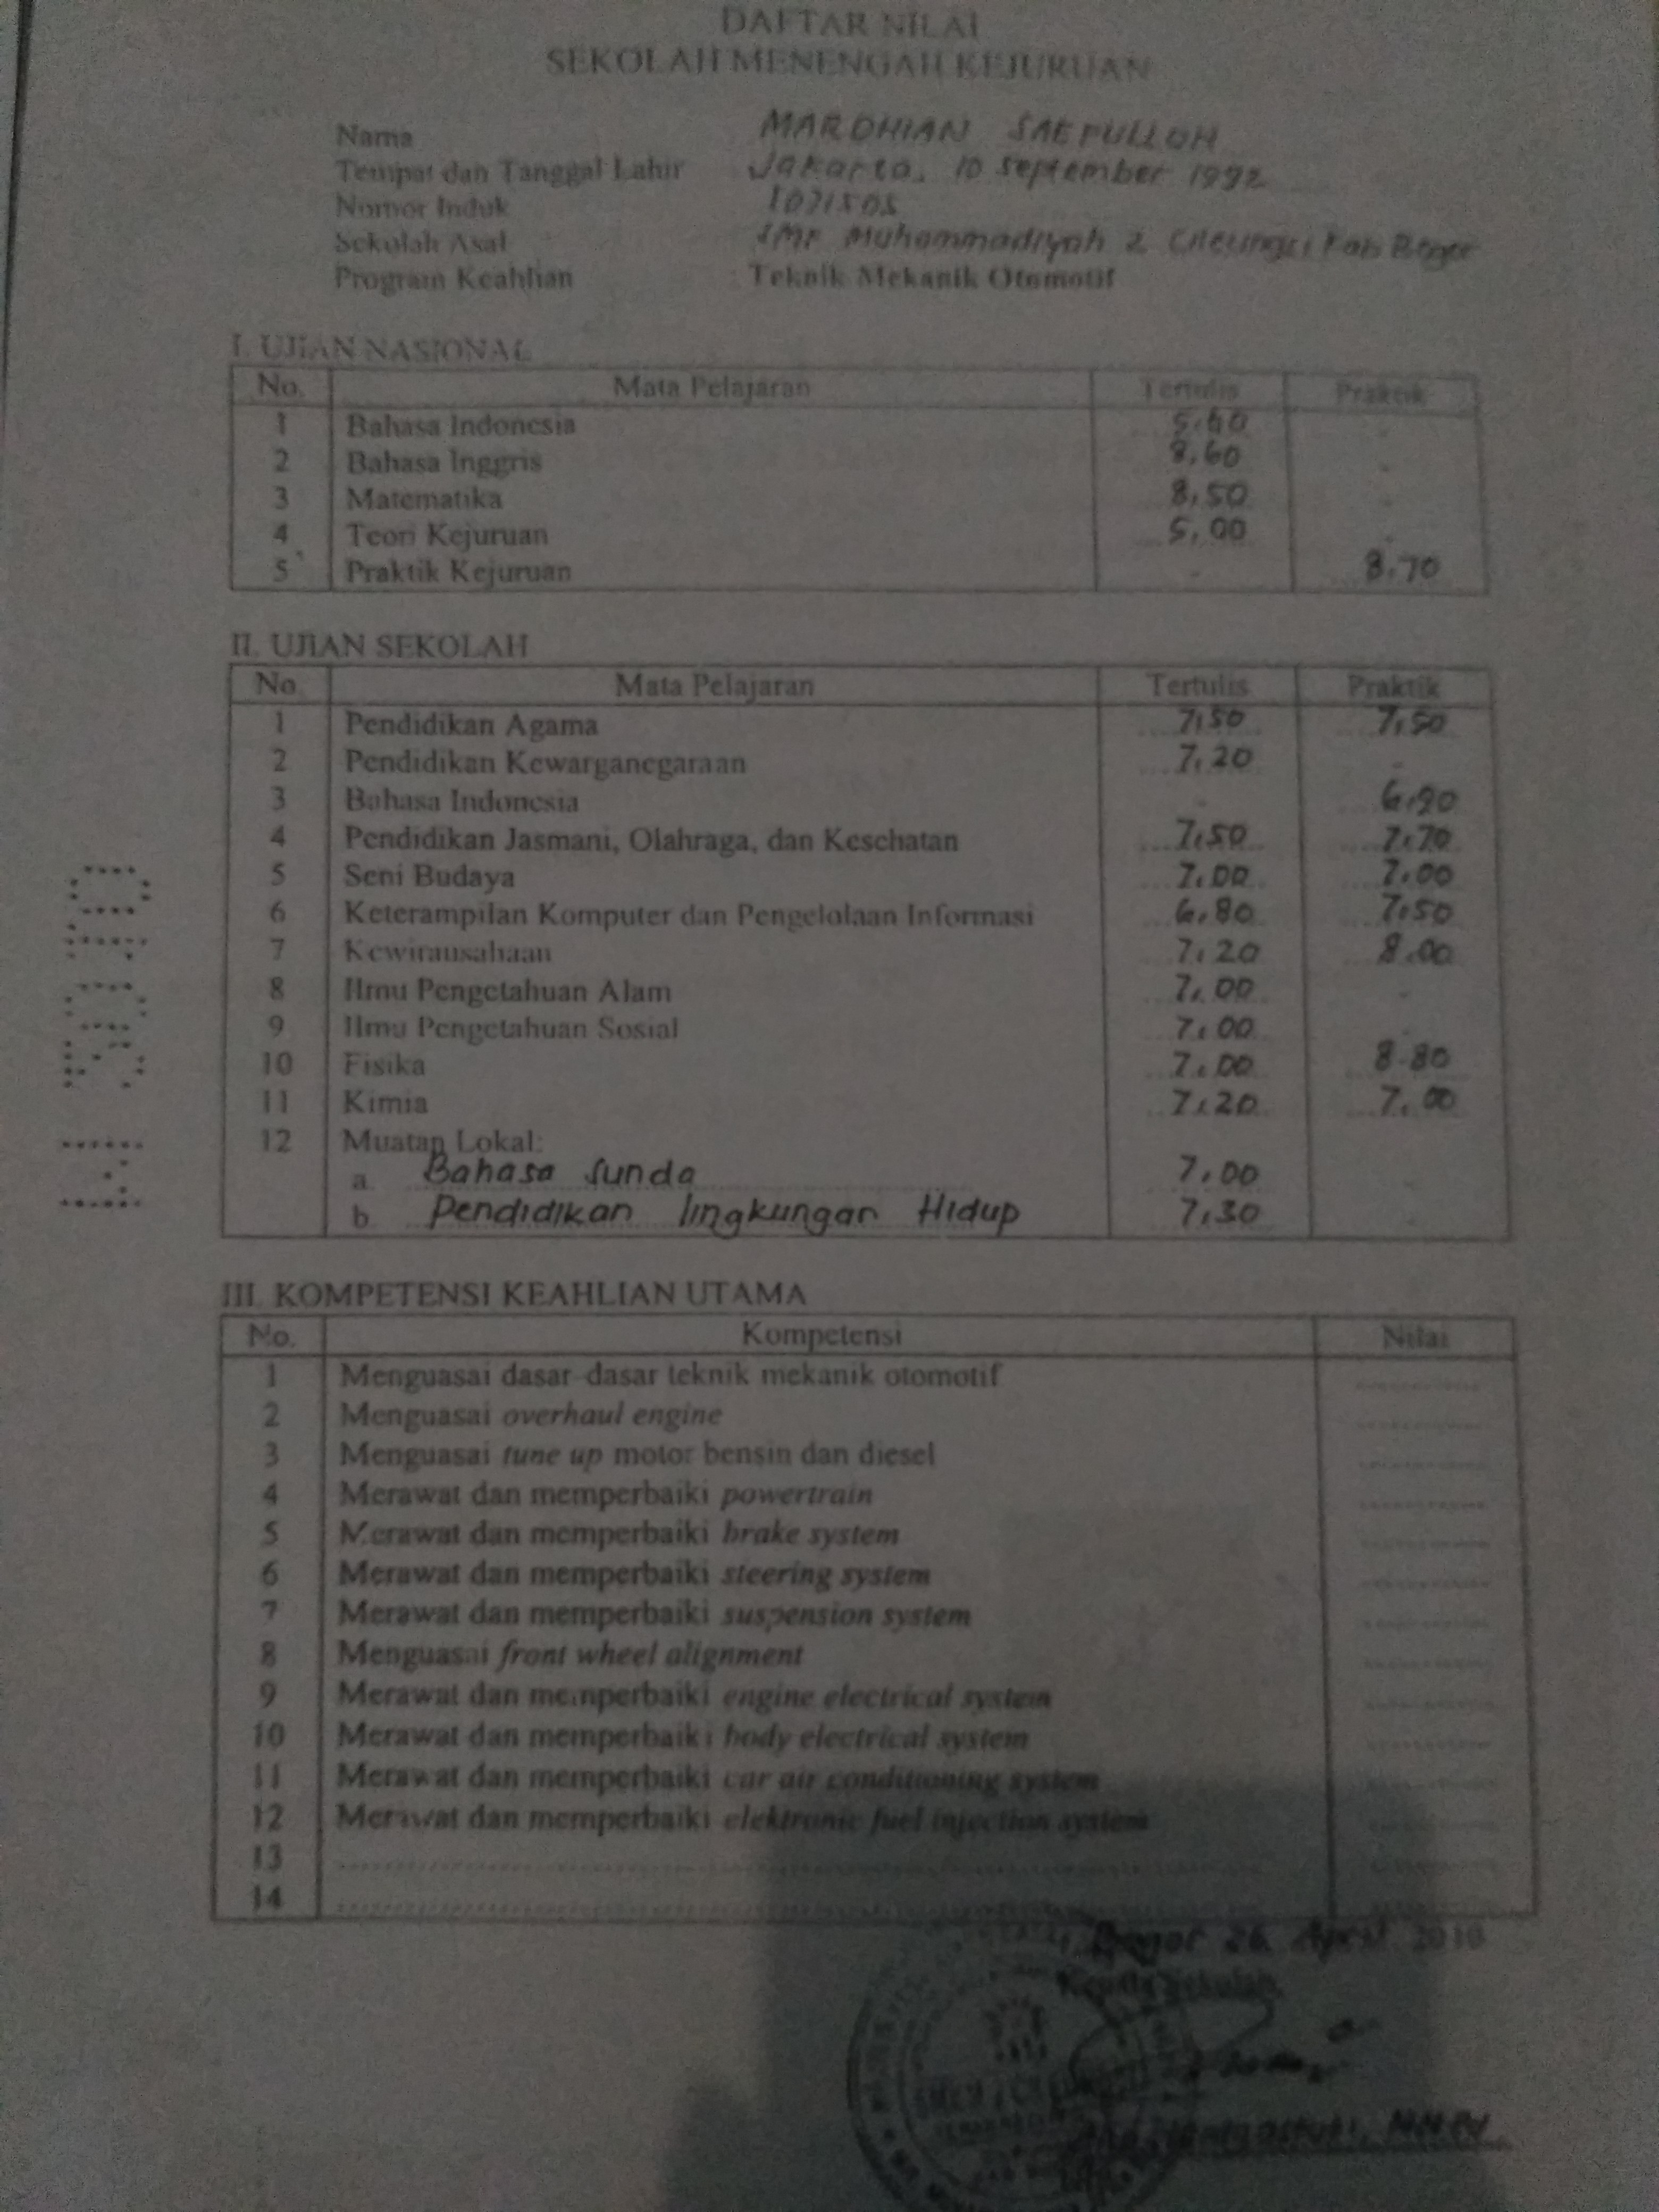 DAFTAR NILAI
SEKOLAH MENENGAH KEJURUAN
Nama MARDHIAN SAEPULLOH
Tempat dan Tanggal Lahir Jakarta, 10 September 1992
Nomor Induk
Sekolah Asal Muhammadiyah 2 Cileungsi Kab Bogor
Program Keahlian : Teknik Mekanik Otomotif
I. UJIAN NASIONAL
No. Mata Pelajaran Tertulis Praktik
1 Bahasa Indonesia -
2 Bahasa Inggris 8,60 -
3 Matematika 8,50 -
4 Teori Kejuruan 5,00 -
5 Praktik Kejuruan - 8,70
II. UJIAN SEKOLAH
No. Mata Pelajaran Tertulis Praktik
1 Pendidikan Agama 7,50 7,50
2 Pendidikan Kewarganegaraan 7,20 -
3 Bahasa Indonesia -
4 Pendidikan Jasmani, Olahraga, dan Kesehatan 7,50 7,70
5 Seni Budaya 7,00 7,00
6 Keterampilan Komputer dan Pengelolaan Informasi 6,80 7,50
7 Kewirausahaan 7,20 8,00
8 Ilmu Pengetahuan Alam 7,00 -
9 Ilmu Pengetahuan Sosial 7,00 -
10 Fisika 7,00 8,80
11 Kimia 7,20 7,00
12 Muatan Lokal:
a. Bahasa Sunda 7,00 -
b. Pendidikan lingkungan Hidup 7,30 -
III. KOMPETENSI KEAHLIAN UTAMA
No. Kompetensi Nilai
1 Menguasai dasar-dasar teknik mekanik otomotif
2 Menguasai overhaul engine
3 Menguasai tune up motor bensin dan diesel
4 Merawat dan memperbaiki powertrain
5 Merawat dan memperbaiki brake system
6 Merawat dan memperbaiki steering system
7 Merawat dan memperbaiki suspension system
8 Menguasai front wheel alignment
9 Merawat dan memperbaiki engine electrical system
10 Merawat dan memperbaiki body electrical system
11 Merawat dan memperbaiki car air conditioning system
12 Merawat dan memperbaiki elektronic fuel injection system
13
14
Bogor 26 April 2010
Kepala Sekolah,